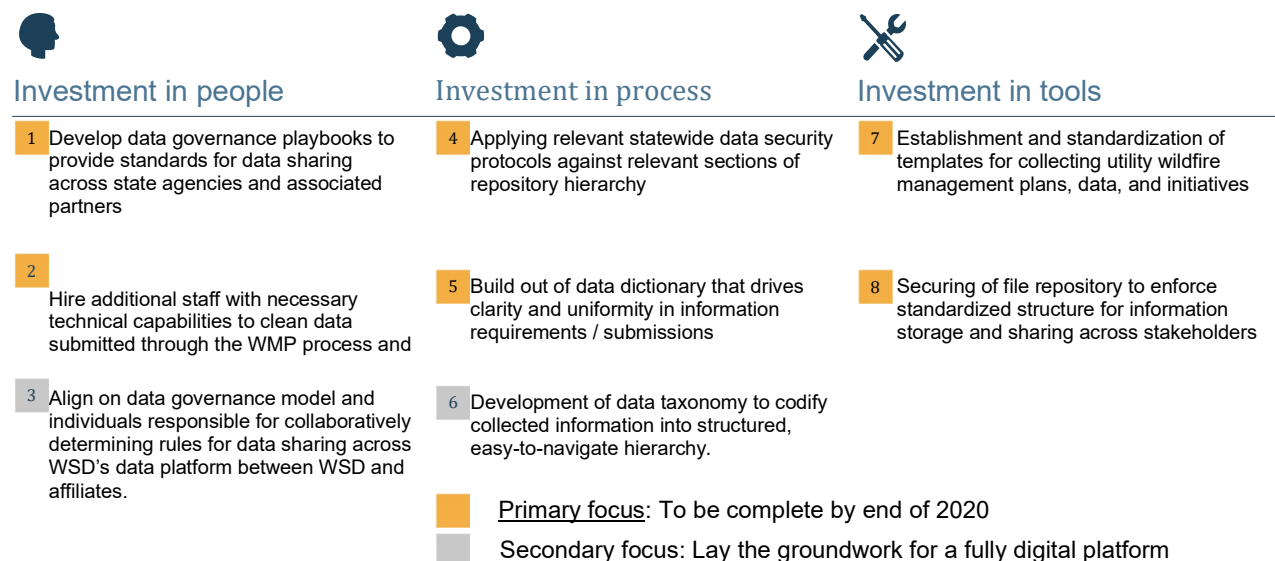 Investment in people
1 Develop data governance playbooks to
provide standards for data sharing
across state agencies and associated
partners
2
Hire additional staff with necessary
technical capabilities to clean data
submitted through the WMP process and
3 Align on data governance model and
individuals responsible for collaboratively
determining rules for data sharing across
WSD’s data platform between WSD and
affiliates.
Investment in process
4 Applying relevant statewide data security
protocols against relevant sections of
repository hierarchy
5 Build out of data dictionary that drives
clarity and uniformity in information
requirements / submissions
6 Development of data taxonomy to codify
collected information into structured,
easy-to-navigate hierarchy.
Investment in tools
7 Establishment and standardization of
templates for collecting utility wildfire
management plans, data, and initiatives
8 Securing of file repository to enforce
standardized structure for information
storage and sharing across stakeholders
Primary focus: To be complete by end of 2020
Secondary focus: Lay the groundwork for a fully digital platform